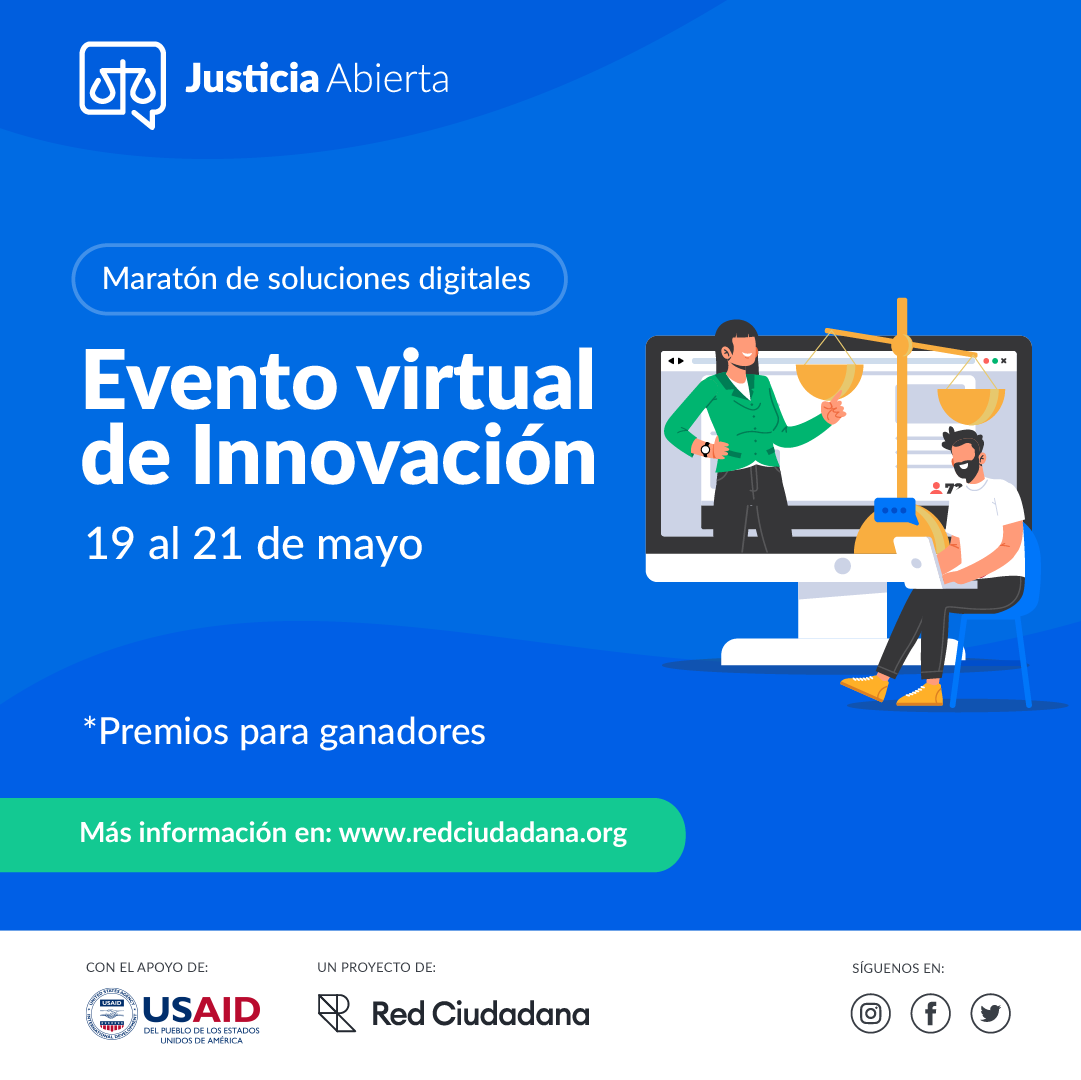 Justicia Abierta
Maratón de soluciones digitales
Evento virtual
de Innovación
19 al 21 de mayo
*Premios para ganadores
Más información en: www.redciudadana.org
CON EL APOYO DE:
USAID
DEL PUEBLO DE LOS ESTADOS
UNIDOS DE AMÉRICA
UN PROYECTO DE:
Red Ciudadana
SÍGUENOS EN: